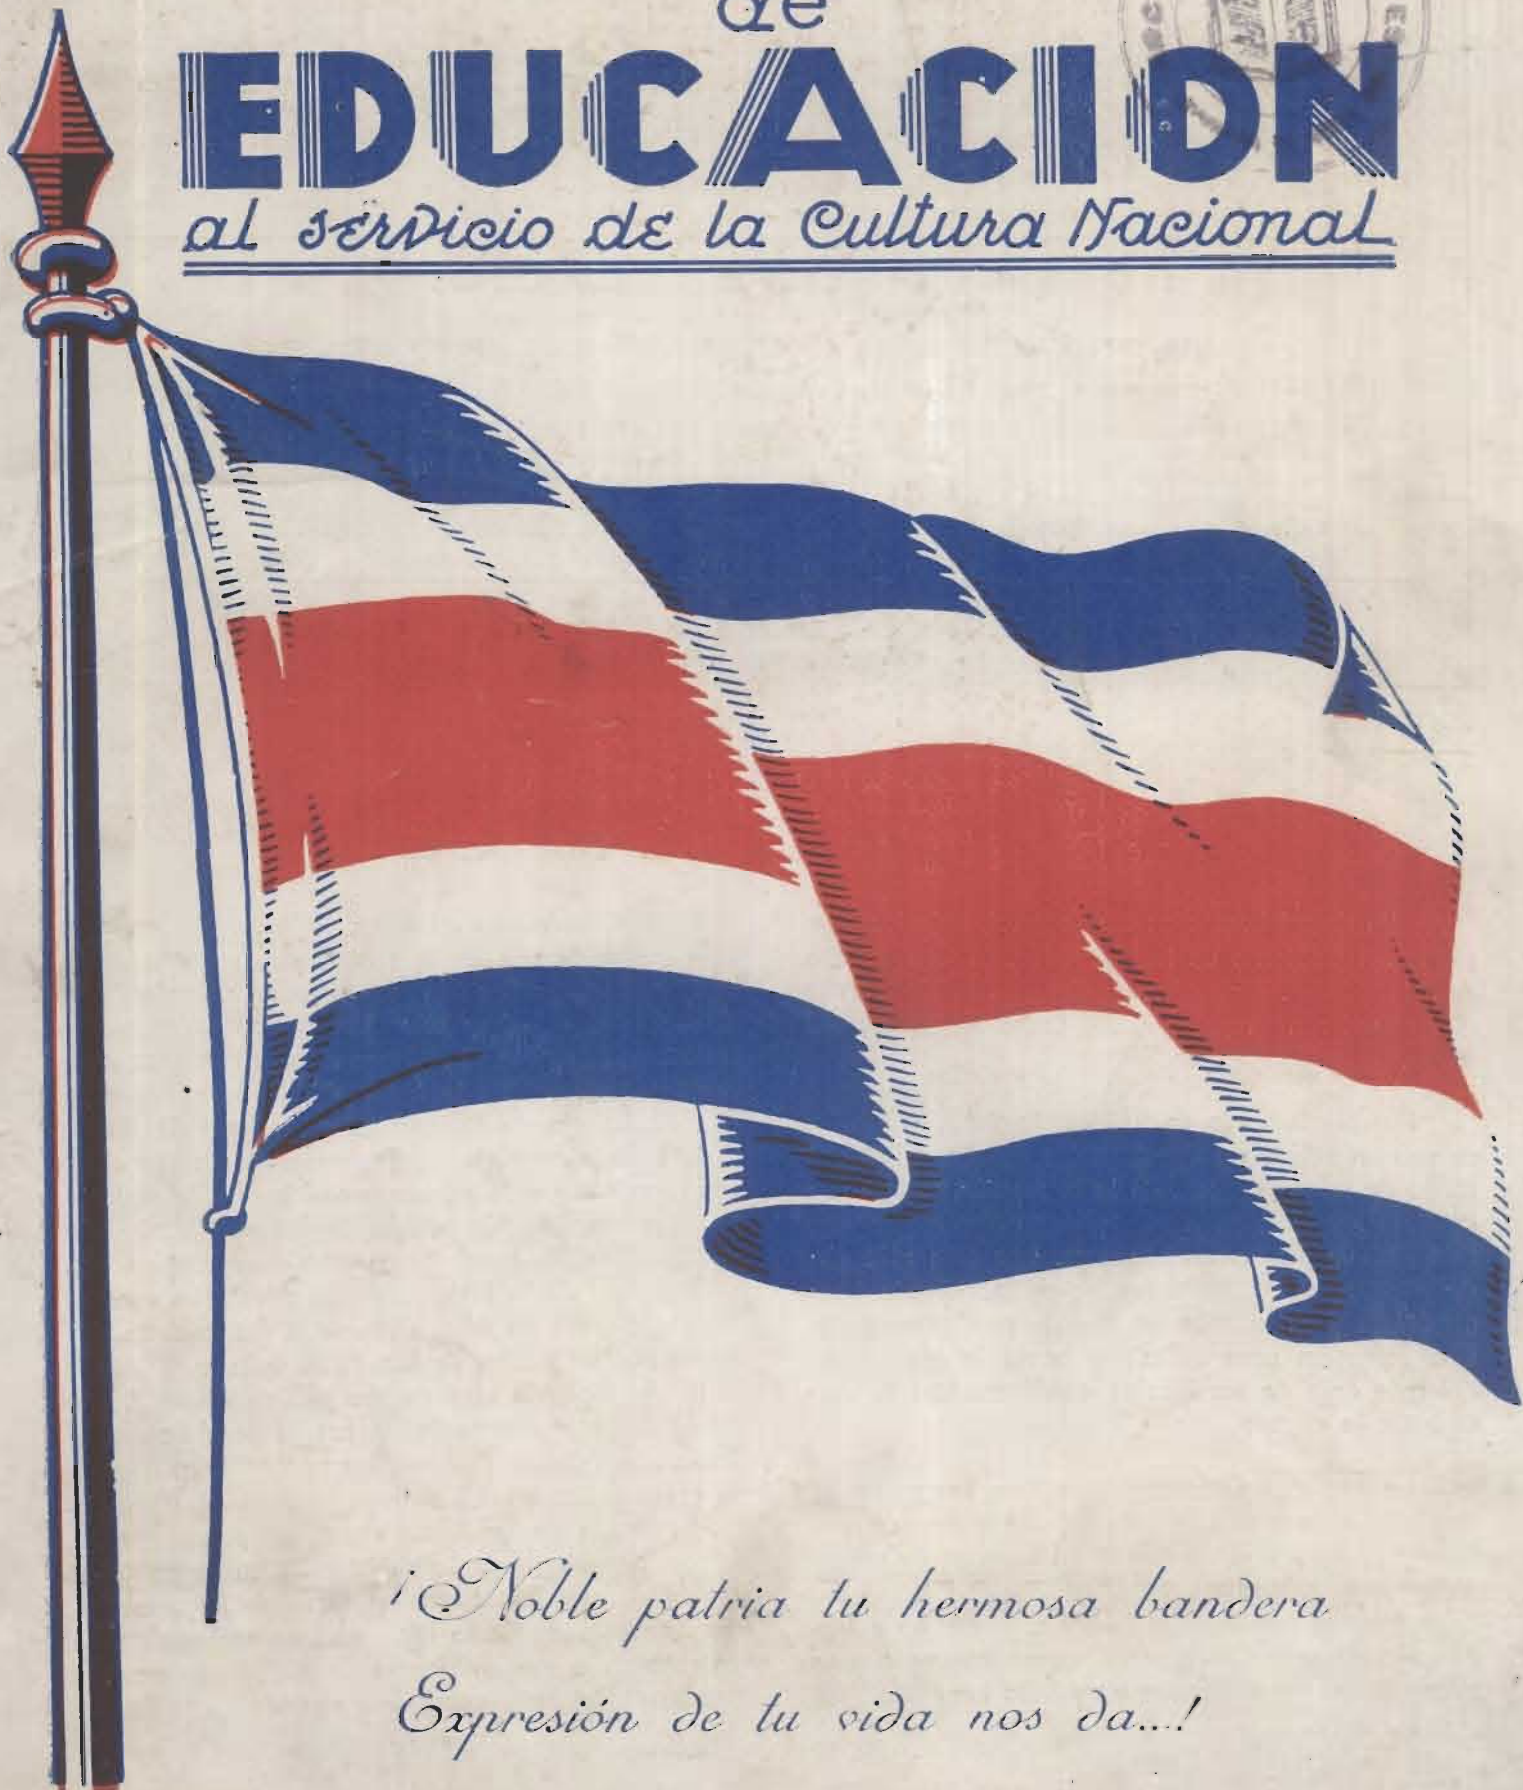 de
EDUCACION
al servicio de la Cultura Nacional
¡Noble patria tu hermosa bandera
Expresión de tu vida nos da...!